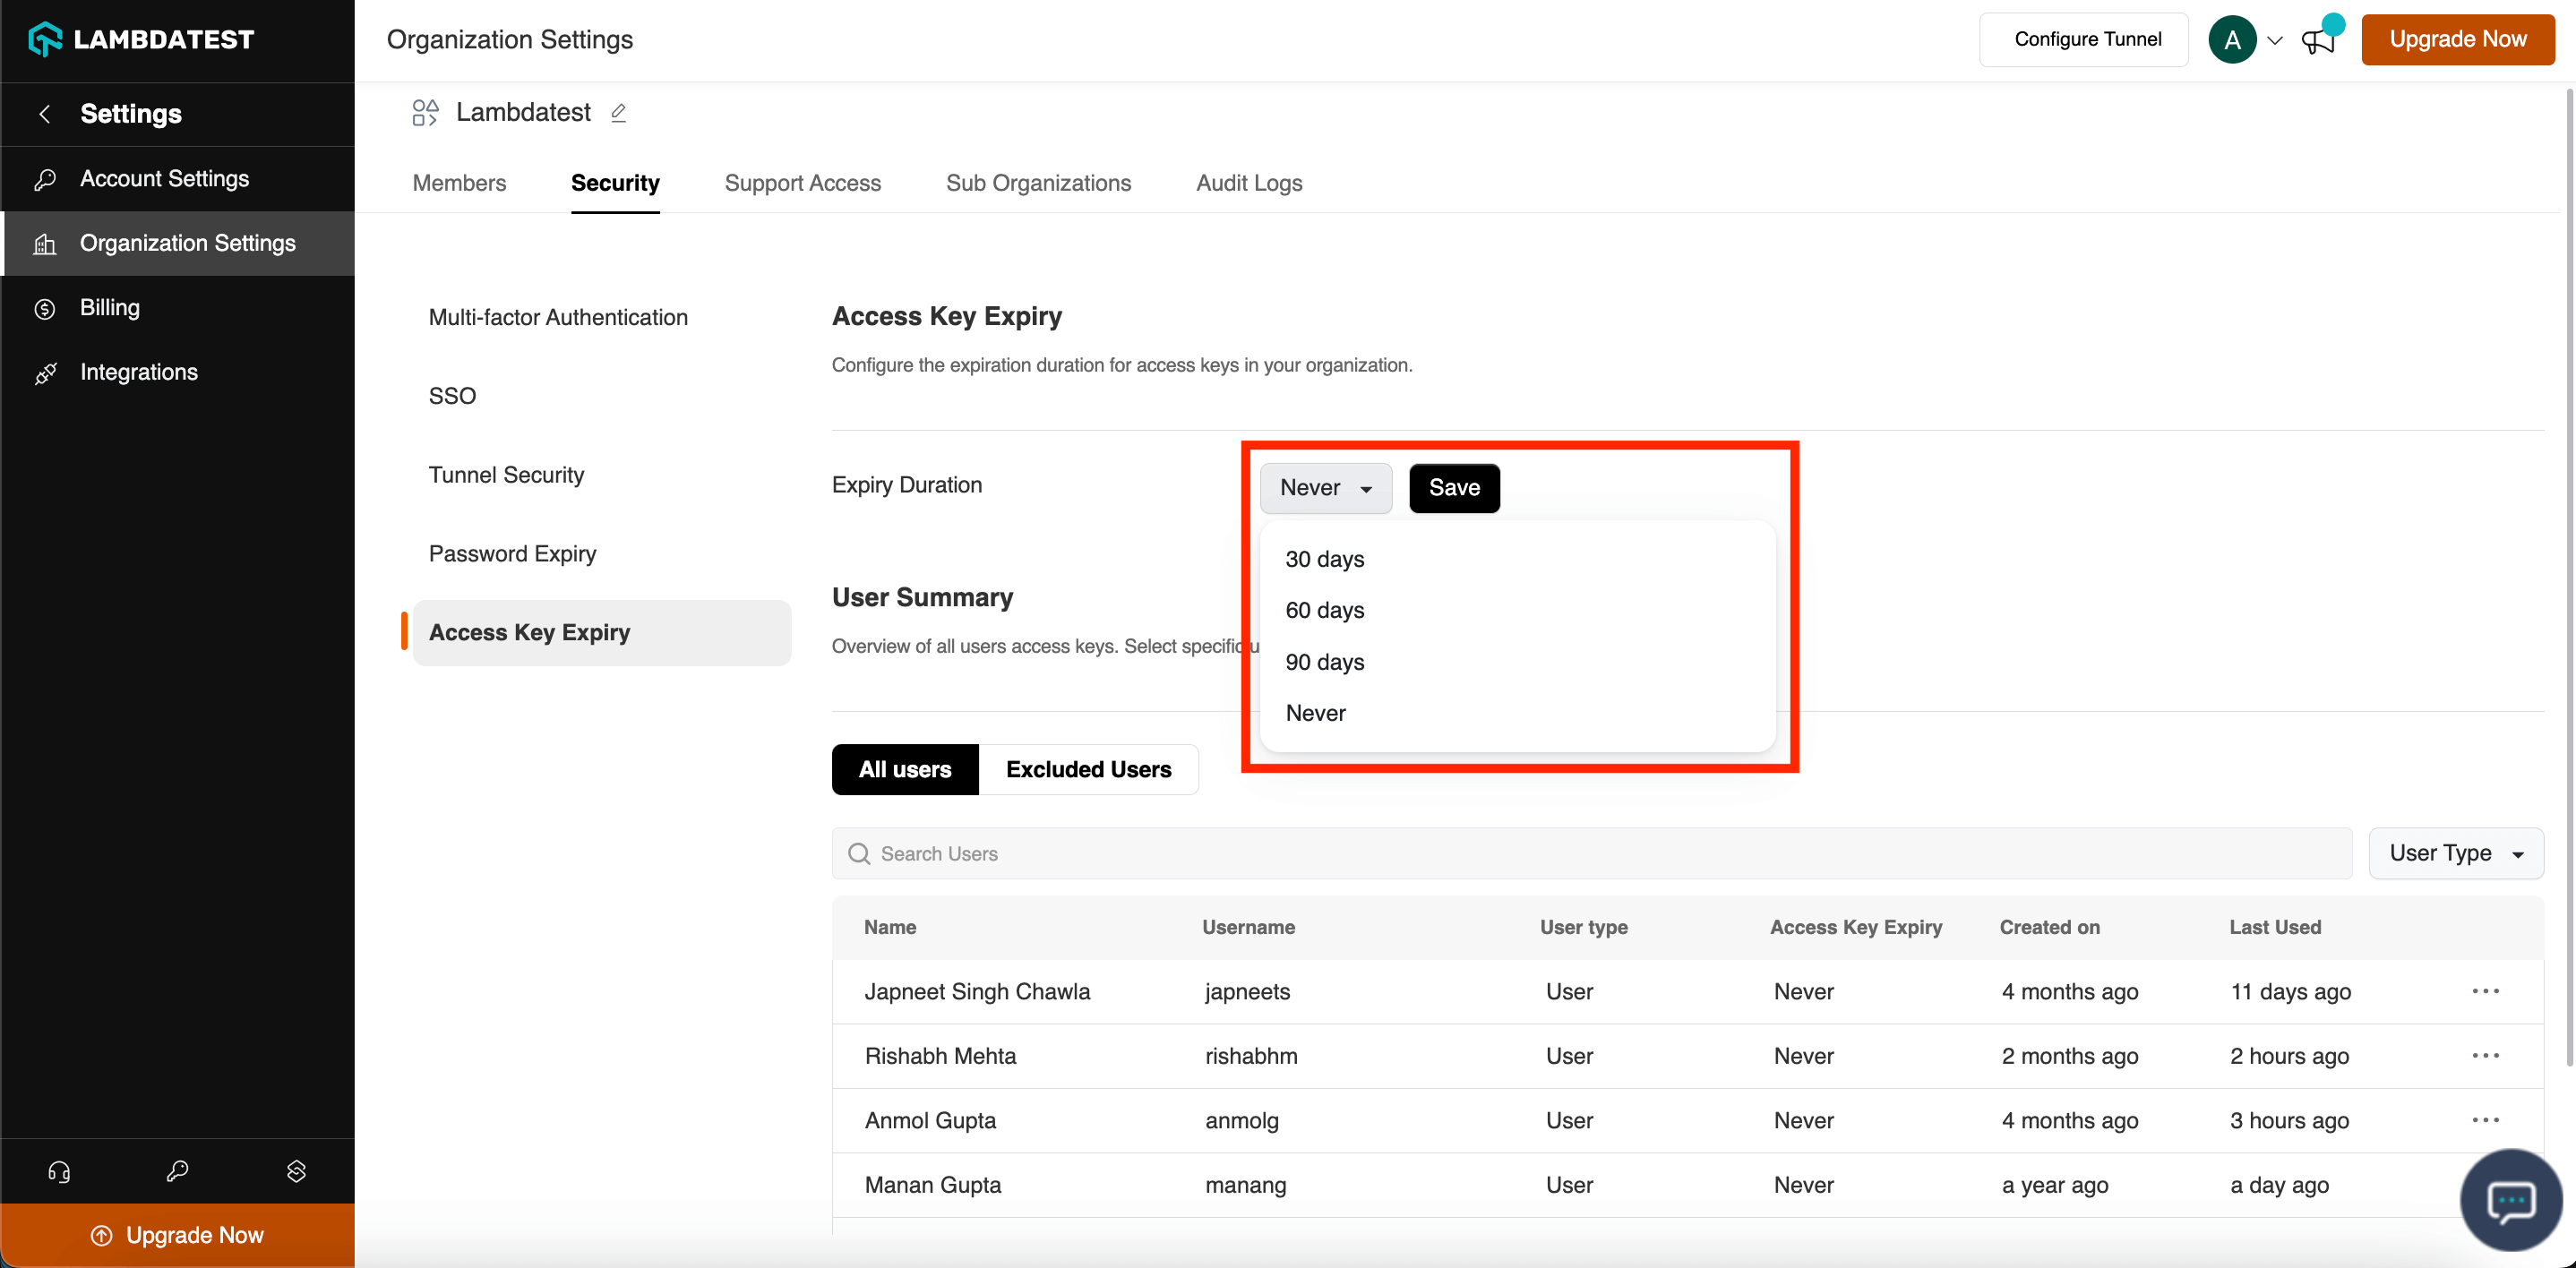 LAMBDATEST
Organization Settings
Configure Tunnel
A
Upgrade Now
Settings
Lambdatest
Account Settings
Organization Settings
Billing
Integrations
Members Security Support Access Sub Organizations Audit Logs
Multi-factor Authentication
SSO
Tunnel Security
Password Expiry
Access Key Expiry
Access Key Expiry
Configure the expiration duration for access keys in your organization.
Expiry Duration
Never
Save
30 days
60 days
90 days
Never
User Summary
Overview of all users access keys. Select specific u
All users Excluded Users
Search Users
User Type
Name Username User type Access Key Expiry Created on Last Used
Japneet Singh Chawla japneets User Never 4 months ago 11 days ago ...
Rishabh Mehta rishabhm User Never 2 months ago 2 hours ago ...
Anmol Gupta anmolg User Never 4 months ago 3 hours ago ...
Manan Gupta manang User Never a year ago a day ago
Upgrade Now